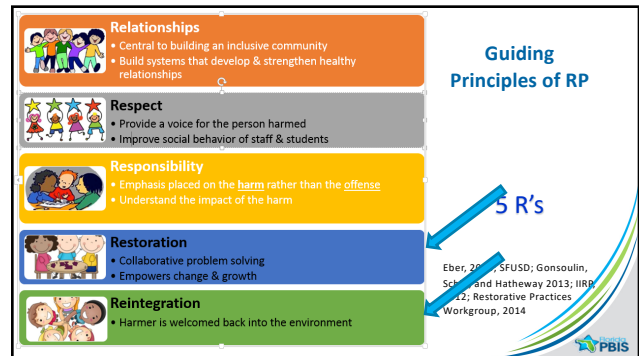 Relationships
• Central to building an inclusive community
• Build systems that develop & strengthen healthy
relationships
Respect
• Provide a voice for the person harmed
• Improve social behavior of staff & students
Responsibility
• Emphasis placed on the harm rather than the offense
• Understand the impact of the harm
Restoration
• Collaborative problem solving
• Empowers change & growth
Reintegration
• Harmer is welcomed back into the environment
Guiding
Principles of RP
5 R's
Eber, SFUSD; Gonsoulin,
and Hatheway 2013; IIRP,
Restorative Practices
Workgroup, 2014
Florida
PBIS